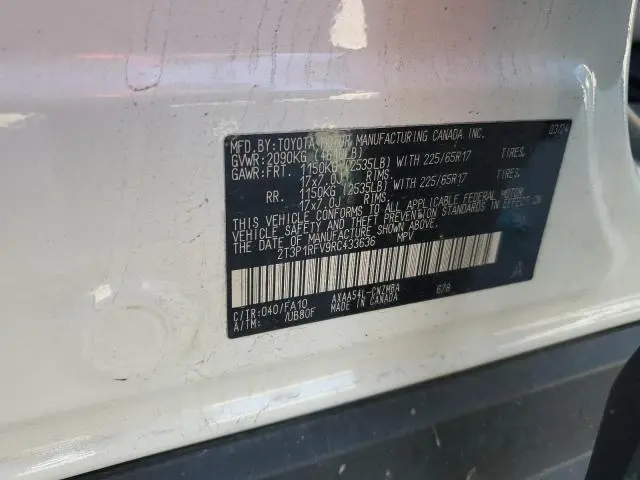 MFD.BY: TOYOTA MOTOR MANUFACTURING CANADA INC. 03/24
GVWR: 2090KG
GAWR: FRT. 1150KG (2535LB) WITH 225/65R17 TIRES,
17x7.0J RIMS,
RR. 1150KG (2535LB) WITH 225/65R17 TIRES,
17x7.0J RIMS,
THIS VEHICLE CONFORMS TO ALL APPLICABLE FEDERAL MOTOR
VEHICLE SAFETY AND THEFT PREVENTION STANDARDS IN EFFECT
ON THE DATE OF MANUFACTURE SHOWN ABOVE.
2T3P1RFV9RC433636 MPV
C/TR:040/FA10 AXAA54L-CNZMBA 678
A/TM: /UB80F MADE IN CANADA
A